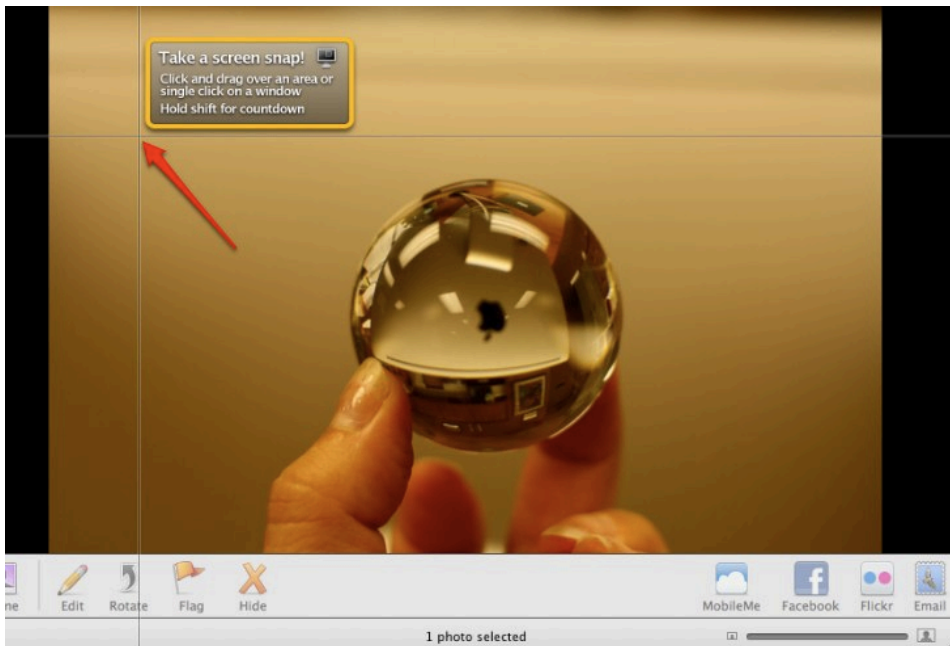 Take a screen snap!
Click and drag over an area or
single click on a window
Hold shift for countdown
ne Edit Rotate Flag Hide MobileMe Facebook Flickr Email
1 photo selected